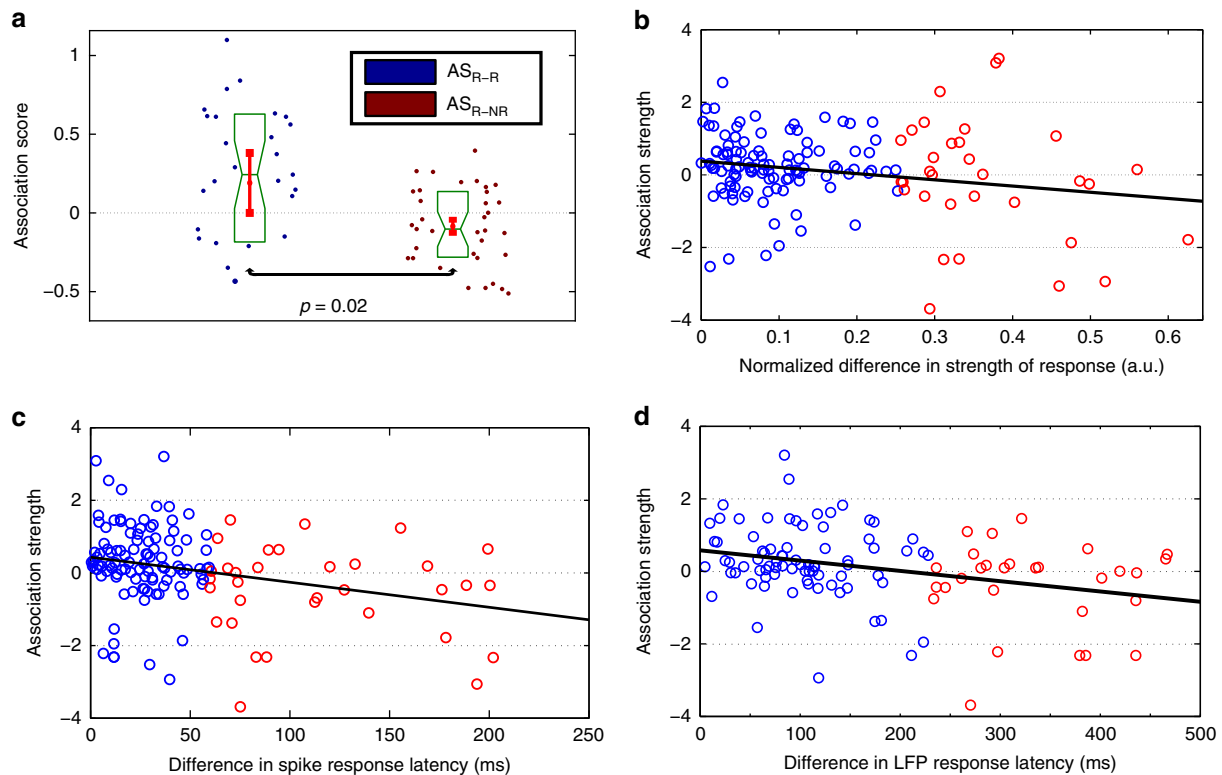 a
1
0.5
0
−0.5
Association score
AS R–R
AS R–NR
p = 0.02
b
4
2
0
−2
−4
Association strength
0 0.1 0.2 0.3 0.4 0.5 0.6
Normalized difference in strength of response (a.u.)
c
4
2
0
−2
−4
Association strength
0 50 100 150 200 250
Difference in spike response latency (ms)
d
4
2
0
−2
−4
Association strength
0 100 200 300 400 500
Difference in LFP response latency (ms)